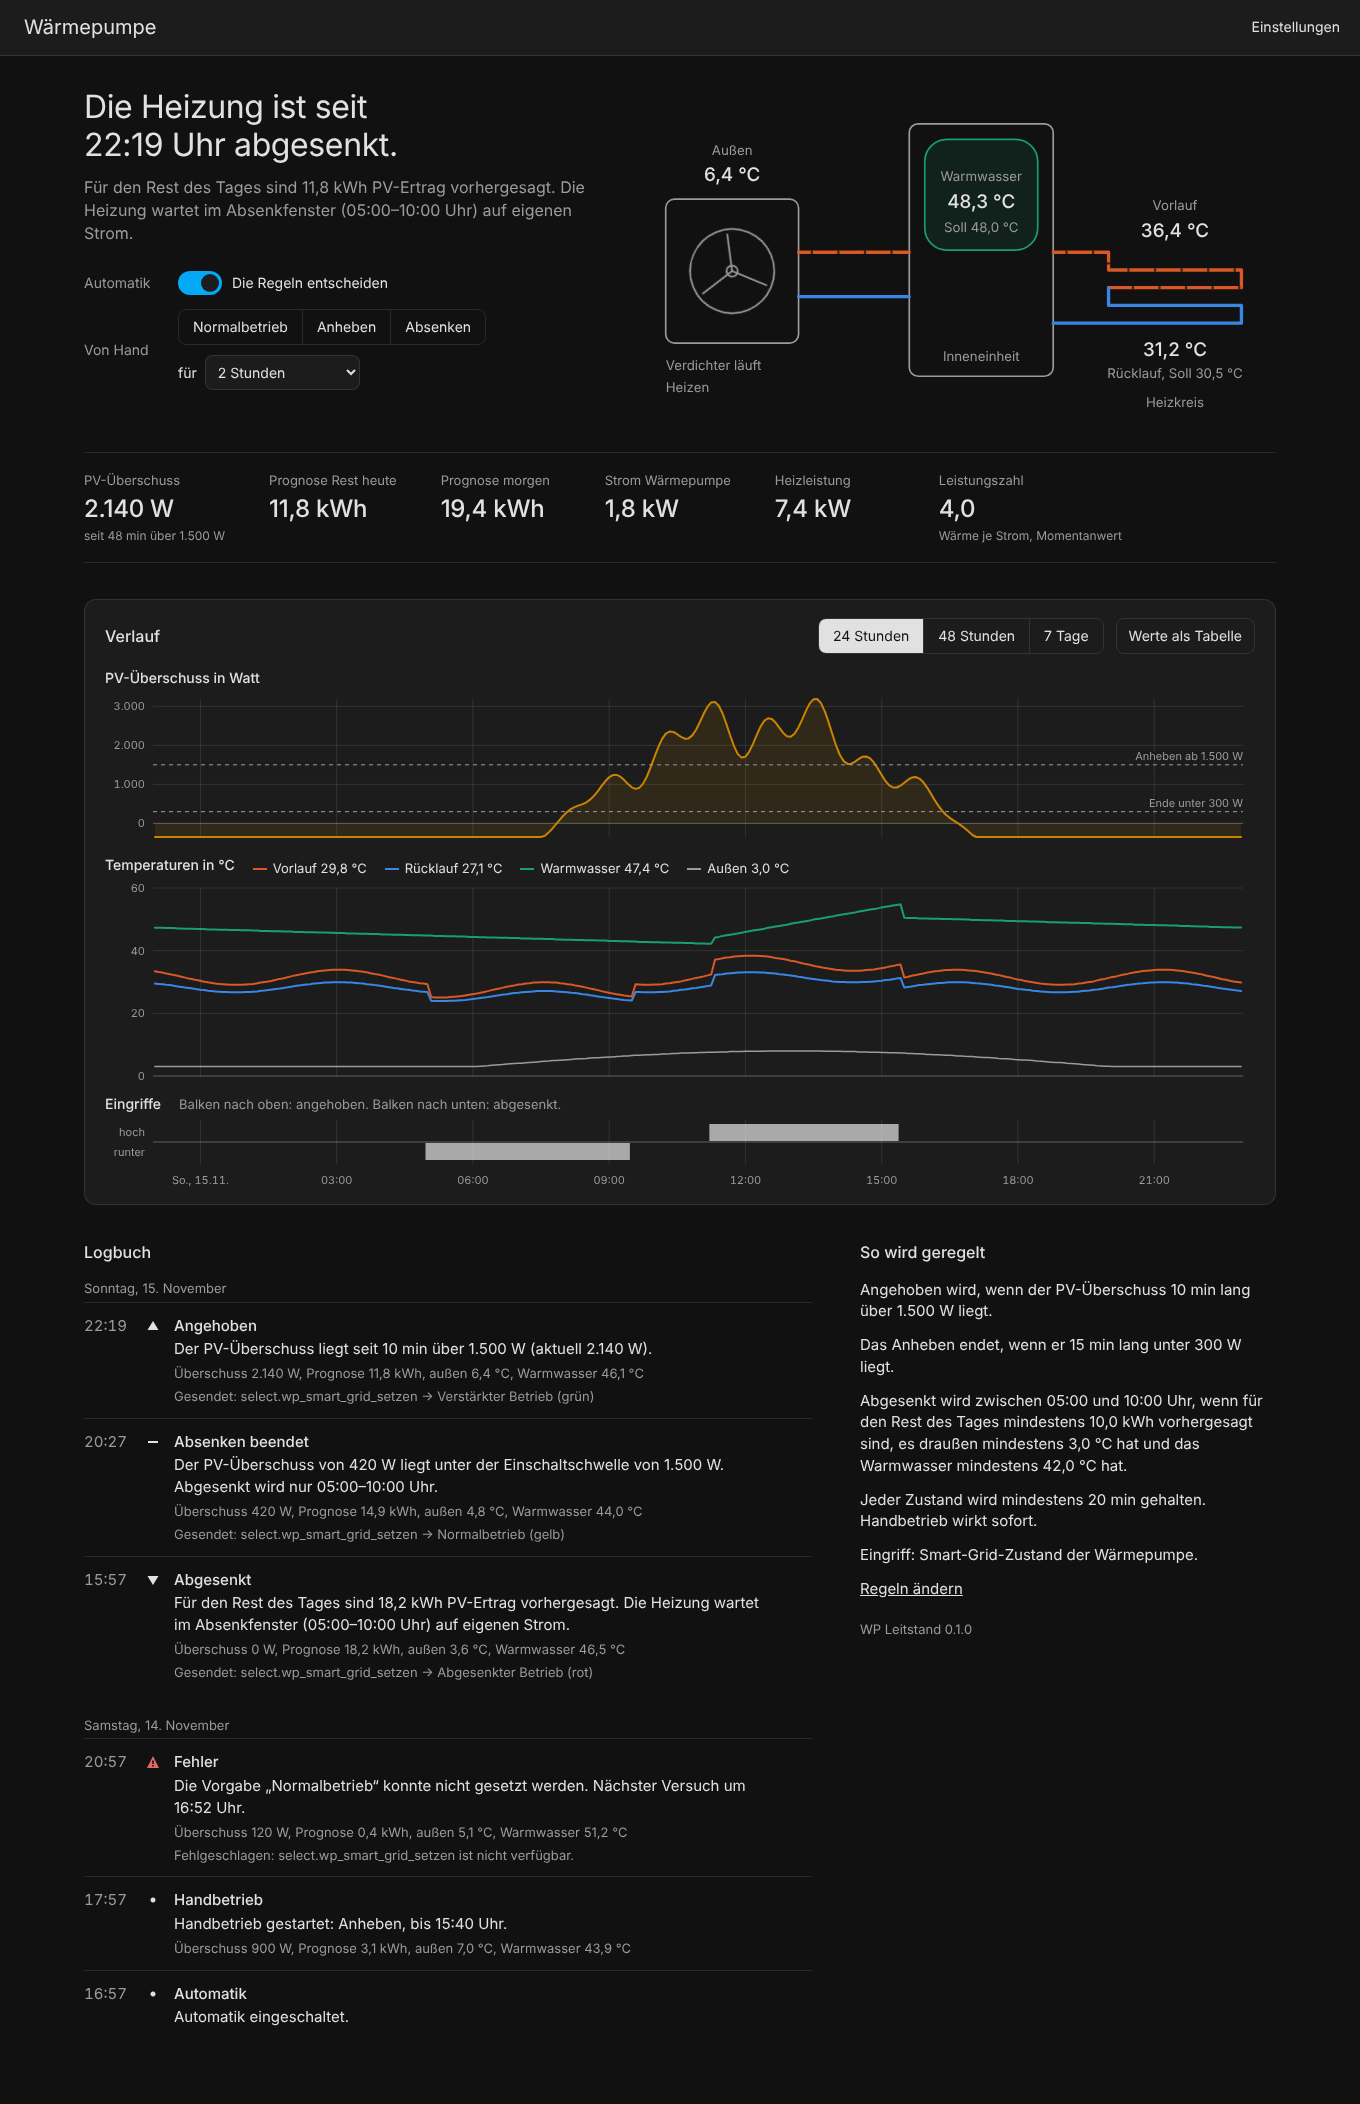 Wärmepumpe
Einstellungen
Die Heizung ist seit
22:19 Uhr abgesenkt.
Für den Rest des Tages sind 11,8 kWh PV-Ertrag vorhergesagt. Die
Heizung wartet im Absenkfenster (05:00–10:00 Uhr) auf eigenen
Strom.
Automatik
Die Regeln entscheiden
Von Hand
Normalbetrieb
Anheben
Absenken
für
2 Stunden
Außen
6,4 °C
Verdichter läuft
Heizen
Warmwasser
48,3 °C
Soll 48,0 °C
Inneneinheit
Vorlauf
36,4 °C
31,2 °C
Rücklauf, Soll 30,5 °C
Heizkreis
PV-Überschuss
2.140 W
seit 48 min über 1.500 W
Prognose Rest heute
11,8 kWh
Prognose morgen
19,4 kWh
Strom Wärmepumpe
1,8 kW
Heizleistung
7,4 kW
Leistungszahl
4,0
Wärme je Strom, Momentanwert
Verlauf
24 Stunden
48 Stunden
7 Tage
Werte als Tabelle
PV-Überschuss in Watt
3.000
2.000
1.000
0
Anheben ab 1.500 W
Ende unter 300 W
Temperaturen in °C
Vorlauf 29,8 °C
Rücklauf 27,1 °C
Warmwasser 47,4 °C
Außen 3,0 °C
60
40
20
0
Eingriffe
Balken nach oben: angehoben. Balken nach unten: abgesenkt.
hoch
runter
So., 15.11.
03:00
06:00
09:00
12:00
15:00
18:00
21:00
Logbuch
Sonntag, 15. November
22:19
Angehoben
Der PV-Überschuss liegt seit 10 min über 1.500 W (aktuell 2.140 W).
Überschuss 2.140 W, Prognose 11,8 kWh, außen 6,4 °C, Warmwasser 46,1 °C
Gesendet: select.wp_smart_grid_setzen → Verstärkter Betrieb (grün)
20:27
Absenken beendet
Der PV-Überschuss von 420 W liegt unter der Einschaltschwelle von 1.500 W.
Abgesenkt wird nur 05:00–10:00 Uhr.
Überschuss 420 W, Prognose 14,9 kWh, außen 4,8 °C, Warmwasser 44,0 °C
Gesendet: select.wp_smart_grid_setzen → Normalbetrieb (gelb)
15:57
Abgesenkt
Für den Rest des Tages sind 18,2 kWh PV-Ertrag vorhergesagt. Die Heizung wartet
im Absenkfenster (05:00–10:00 Uhr) auf eigenen Strom.
Überschuss 0 W, Prognose 18,2 kWh, außen 3,6 °C, Warmwasser 46,5 °C
Gesendet: select.wp_smart_grid_setzen → Abgesenkter Betrieb (rot)
Samstag, 14. November
20:57
Fehler
Die Vorgabe „Normalbetrieb“ konnte nicht gesetzt werden. Nächster Versuch um
16:52 Uhr.
Überschuss 120 W, Prognose 0,4 kWh, außen 5,1 °C, Warmwasser 51,2 °C
Fehlgeschlagen: select.wp_smart_grid_setzen ist nicht verfügbar.
17:57
Handbetrieb
Handbetrieb gestartet: Anheben, bis 15:40 Uhr.
Überschuss 900 W, Prognose 3,1 kWh, außen 7,0 °C, Warmwasser 43,9 °C
16:57
Automatik
Automatik eingeschaltet.
So wird geregelt
Angehoben wird, wenn der PV-Überschuss 10 min lang
über 1.500 W liegt.
Das Anheben endet, wenn er 15 min lang unter 300 W
liegt.
Abgesenkt wird zwischen 05:00 und 10:00 Uhr, wenn für
den Rest des Tages mindestens 10,0 kWh vorhergesagt
sind, es draußen mindestens 3,0 °C hat und das
Warmwasser mindestens 42,0 °C hat.
Jeder Zustand wird mindestens 20 min gehalten.
Handbetrieb wirkt sofort.
Eingriff: Smart-Grid-Zustand der Wärmepumpe.
Regeln ändern
WP Leitstand 0.1.0